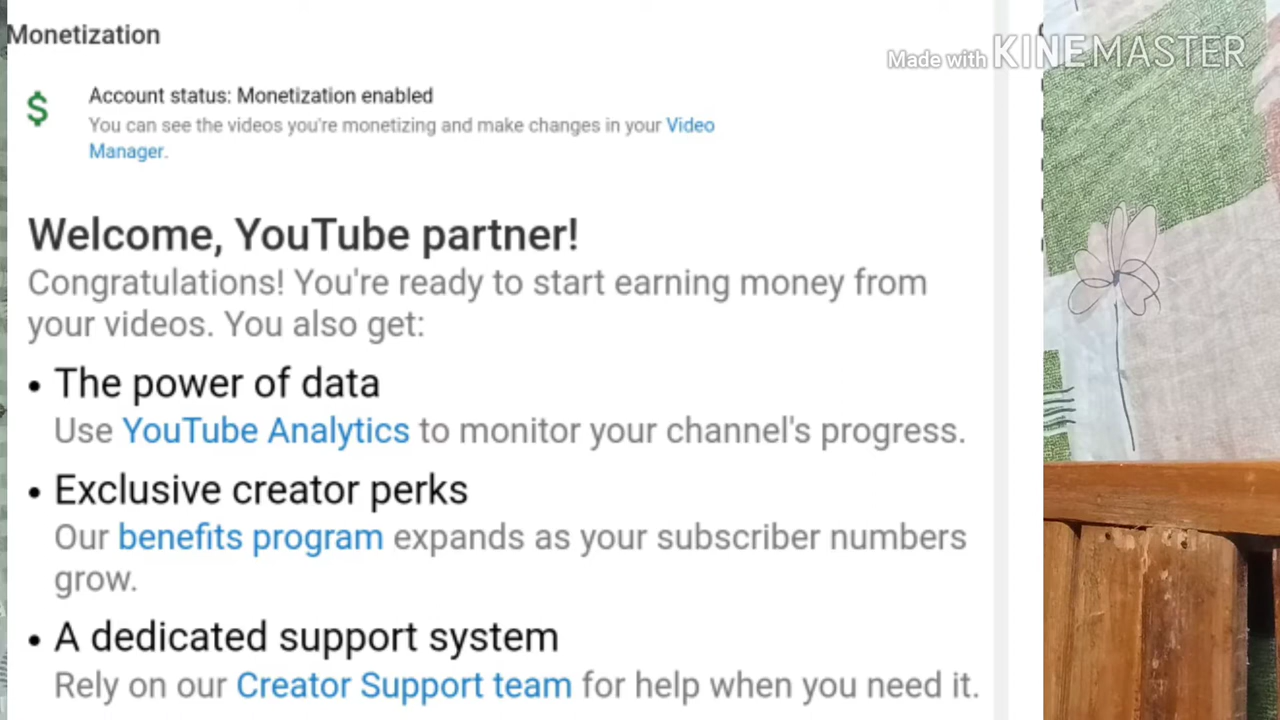 Monetization
Made with KINEMASTER
Account status: Monetization enabled
You can see the videos you're monetizing and make changes in your Video
Manager.
Welcome, YouTube partner!
Congratulations! You're ready to start earning money from
your videos. You also get:
• The power of data
Use YouTube Analytics to monitor your channel's progress.
• Exclusive creator perks
Our benefits program expands as your subscriber numbers
grow.
• A dedicated support system
Rely on our Creator Support team for help when you need it.